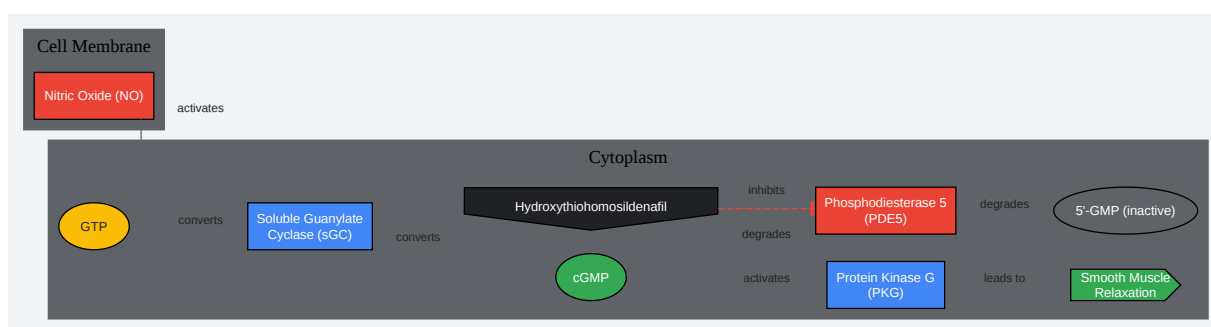 Cell Membrane
Nitric Oxide (NO)
activates
Cytoplasm
GTP
converts
Soluble Guanylate
Cyclase (sGC)
converts
Hydroxythiohomosildenafil
inhibits
degrades
Phosphodiesterase 5
(PDE5)
degrades
5'-GMP (inactive)
cGMP
activates
Protein Kinase G
(PKG)
leads to
Smooth Muscle
Relaxation